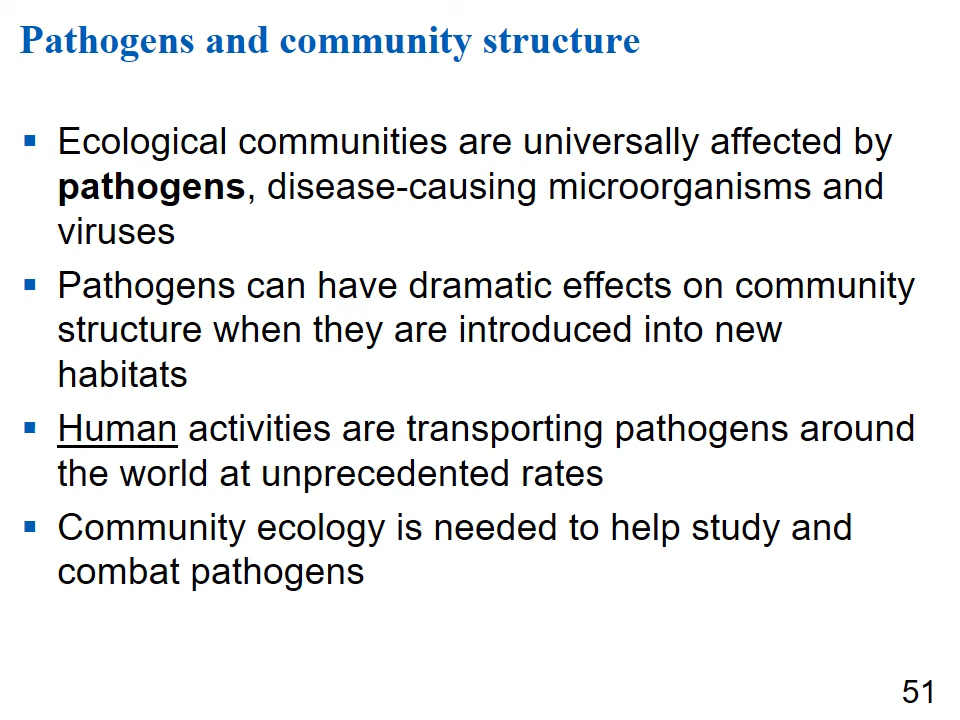 Pathogens and community structure
▪ Ecological communities are universally affected by
pathogens, disease-causing microorganisms and
viruses
▪ Pathogens can have dramatic effects on community
structure when they are introduced into new
habitats
▪ Human activities are transporting pathogens around
the world at unprecedented rates
▪ Community ecology is needed to help study and
combat pathogens
51